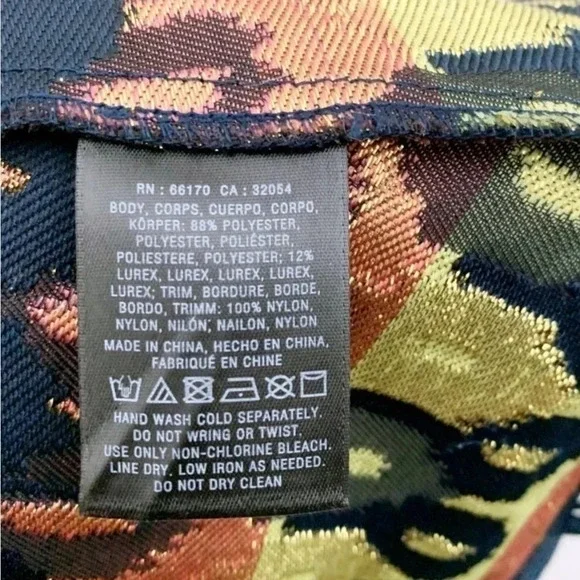 RN : 66170 CA : 32054
BODY, CORPS, CUERPO, CORPO,
KÖRPER: 88% POLYESTER,
POLYESTER, POLIÉSTER,
POLIESTERE, POLYESTER; 12%
LUREX, LUREX, LUREX, LUREX,
LUREX; TRIM, BORDURE, BORDE,
BORDO, TRIMM: 100% NYLON,
NYLON, NILÓN, NAILON, NYLON
MADE IN CHINA, HECHO EN CHINA,
FABRIQUÉ EN CHINE
HAND WASH COLD SEPARATELY.
DO NOT WRING OR TWIST.
USE ONLY NON-CHLORINE BLEACH.
LINE DRY. LOW IRON AS NEEDED.
DO NOT DRY CLEAN